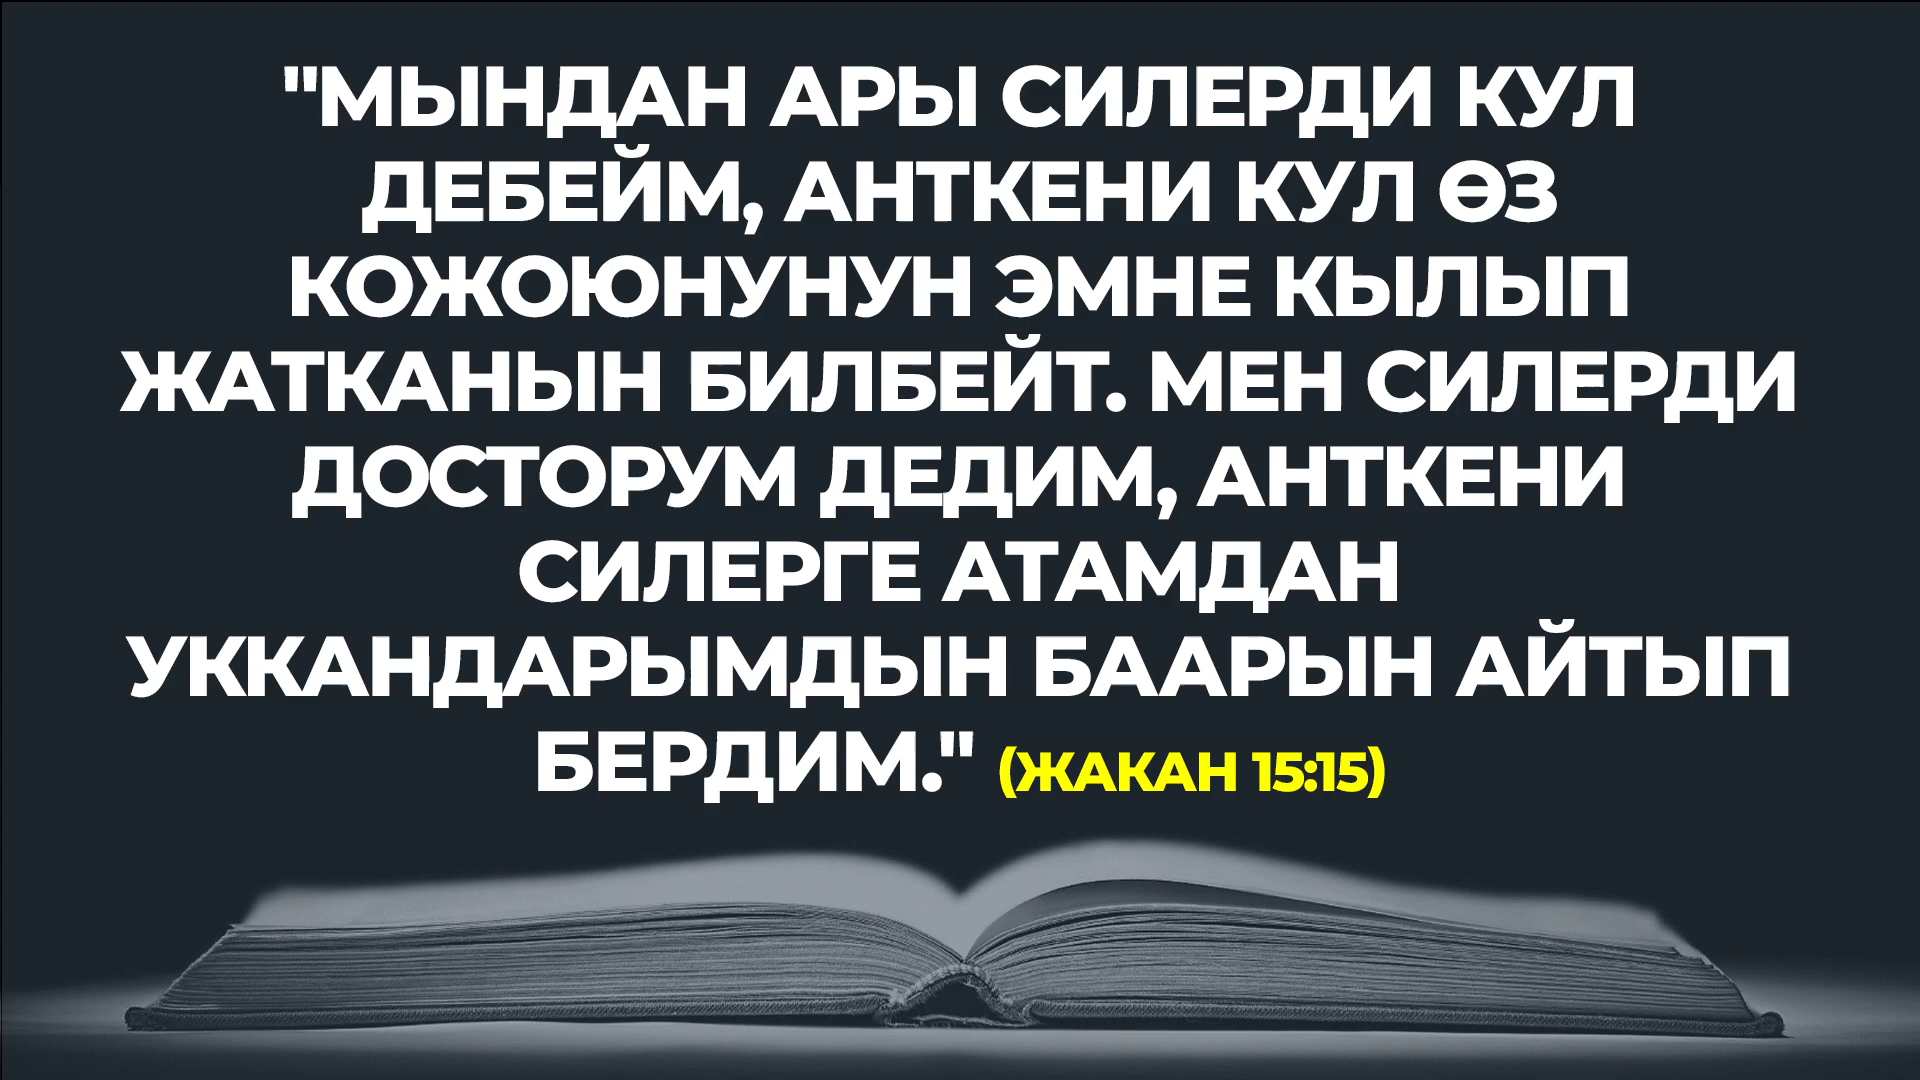 "МЫНДАН АРЫ СИЛЕРДИ КУЛ
ДЕБЕЙМ, АНТКЕНИ КУЛ ӨЗ
КОЖОЮНУНУН ЭМНЕ КЫЛЫП
ЖАТКАНЫН БИЛБЕЙТ. МЕН СИЛЕРДИ
ДОСТОРУМ ДЕДИМ, АНТКЕНИ
СИЛЕРГЕ АТАМДАН
УККАНДАРЫМДЫН БААРЫН АЙТЫП
БЕРДИМ." (ЖАКАН 15:15)